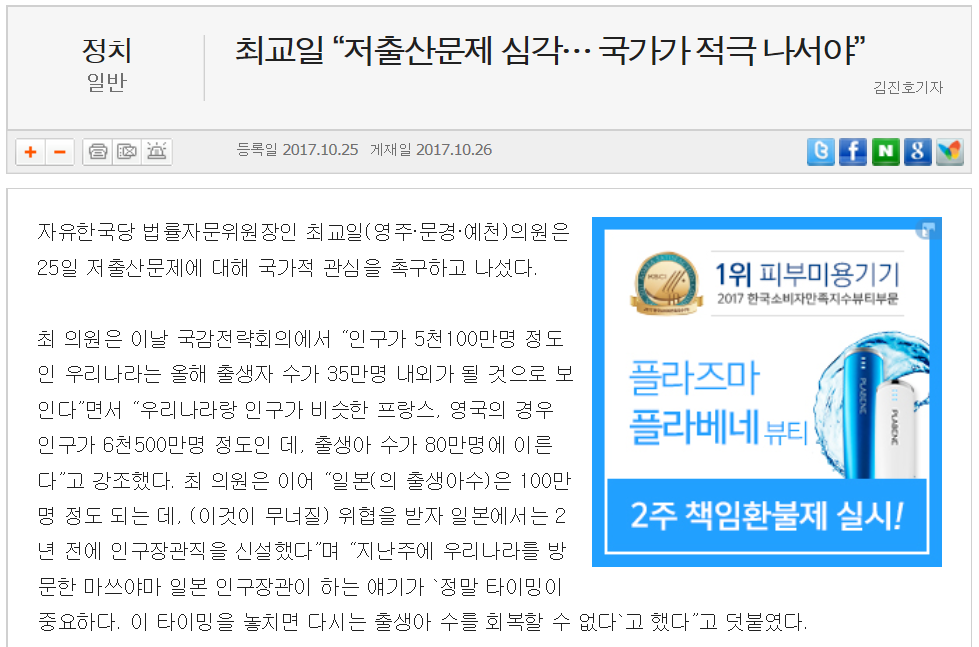 정치
일반
최교일 “저출산문제 심각… 국가가 적극 나서야”
김진호기자
등록일 2017.10.25 게재일 2017.10.26
자유한국당 법률자문위원장인 최교일(영주·문경·예천)의원은
25일 저출산문제에 대해 국가적 관심을 촉구하고 나섰다.
최 의원은 이날 국감전략회의에서 “인구가 5천100만명 정도
인 우리나라는 올해 출생자 수가 35만명 내외가 될 것으로 보
인다”면서 “우리나라랑 인구가 비슷한 프랑스, 영국의 경우
인구가 6천500만명 정도인 데, 출생아 수가 80만명에 이른
다”고 강조했다. 최 의원은 이어 “일본(의 출생아수)은 100만
명 정도 되는 데, (이것이 무너질) 위협을 받자 일본에서는 2
년 전에 인구장관직을 신설했다”며 “지난주에 우리나라를 방
문한 마쓰야마 일본 인구장관이 하는 얘기가 `정말 타이밍이
중요하다. 이 타이밍을 놓치면 다시는 출생아 수를 회복할 수 없다`고 했다”고 덧붙였다.
KSCI
1위 피부미용기기
2017 한국소비자만족지수뷰티부문
플라즈마
플라베네 뷰티
PLABENE
PLABENE
2주 책임환불제 실시!